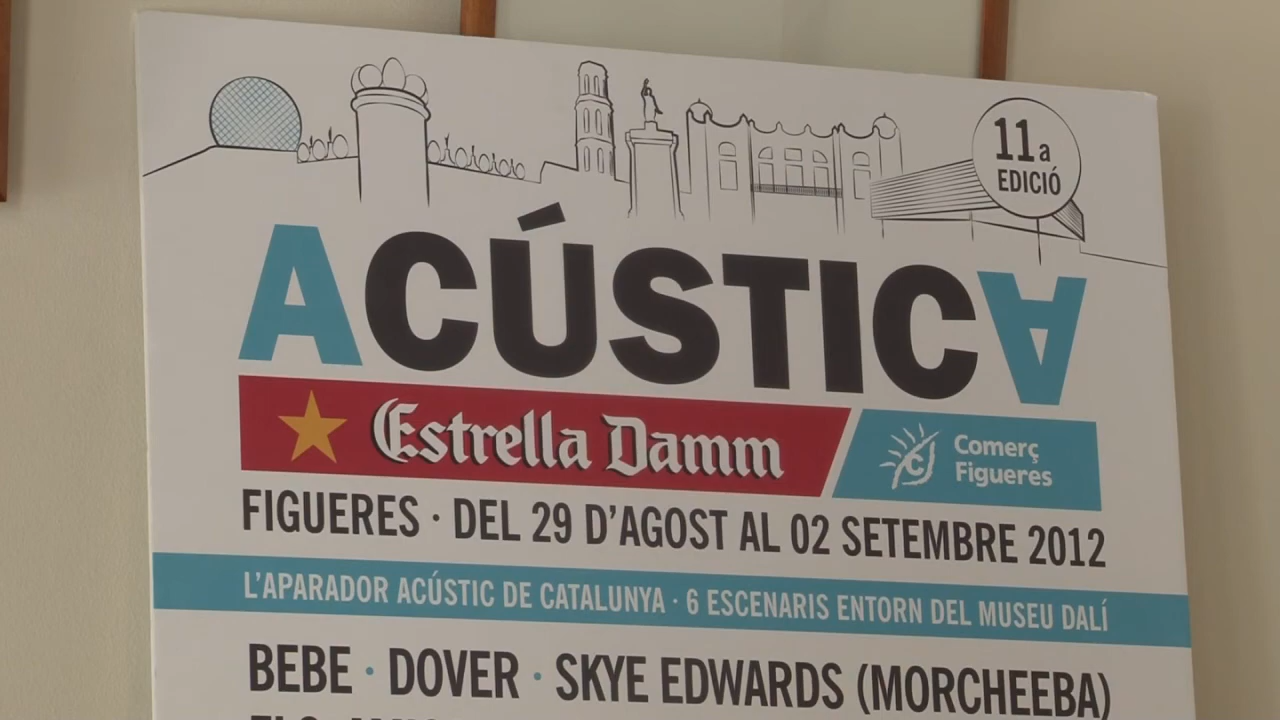 11a
EDICIÓ
ACÚSTICA
Estrella Damm
Comerç
Figueres
FIGUERES · DEL 29 D'AGOST AL 02 SETEMBRE 2012
L'APARADOR ACÚSTIC DE CATALUNYA · 6 ESCENARIS ENTORN DEL MUSEU DALÍ
BEBE · DOVER · SKYE EDWARDS (MORCHEEBA)